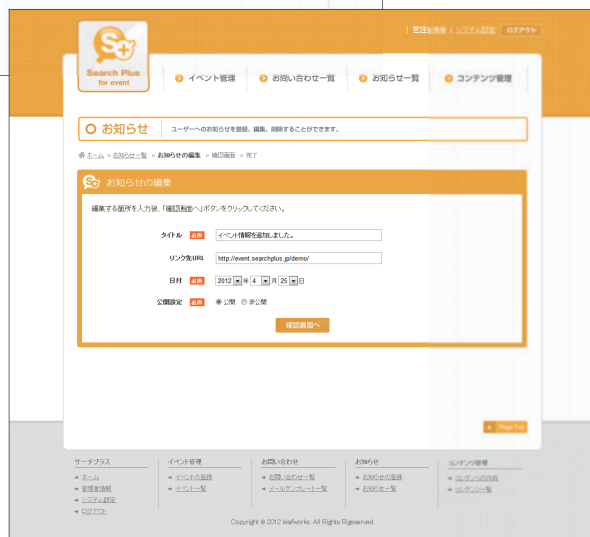 | 管理者情報 | システム設定 ログアウト
S+
Search Plus
for event
イベント管理 お問い合わせ一覧 お知らせ一覧 コンテンツ管理
お知らせ ユーザーへのお知らせを登録、編集、削除することができます。
ホーム » お知らせ一覧 » お知らせの編集 » 確認画面 » 完了
S+ お知らせの編集
編集する箇所を入力後、「確認画面へ」ボタンをクリックしてください。
タイトル 必須 イベント情報を追加しました。
リンク先URL http://event.searchplus.jp/demo/
日付 必須 2012 年 4 月 25 日
公開設定 必須 公開 非公開
確認画面へ
Page Top
サーチプラス イベント管理 お問い合わせ お知らせ コンテンツ管理
ホーム イベントの登録 お問い合わせ一覧 お知らせの登録 コンテンツの作成
管理者情報 イベント一覧 メールテンプレート一覧 お知らせ一覧 コンテンツ一覧
システム設定
ログアウト
Copyright © 2012 leafworks. All Rights Rigeserved.